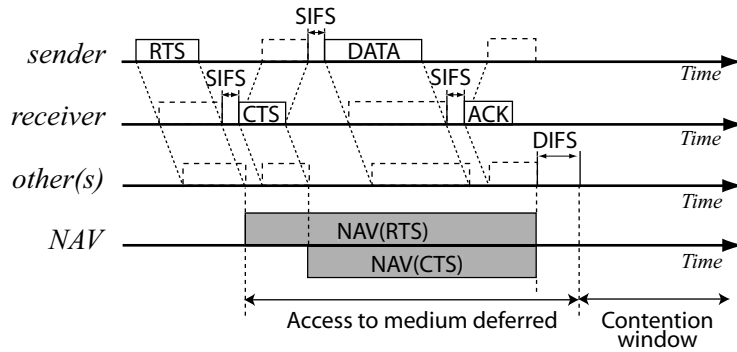 SIFS
sender RTS DATA
Time
SIFS SIFS
receiver CTS ACK
Time
DIFS
other(s)
Time
NAV NAV(RTS)
NAV(CTS)
Time
Access to medium deferred Contention
window